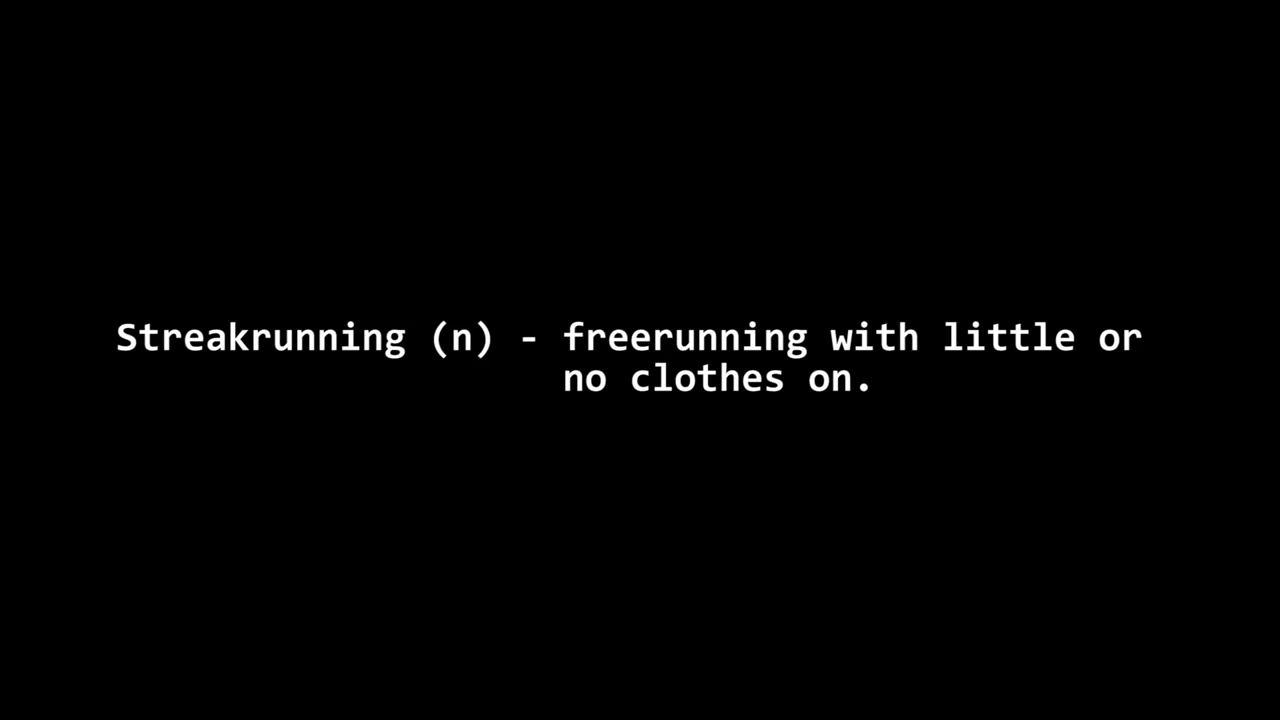 Streakrunning (n) - freerunning with little or
no clothes on.